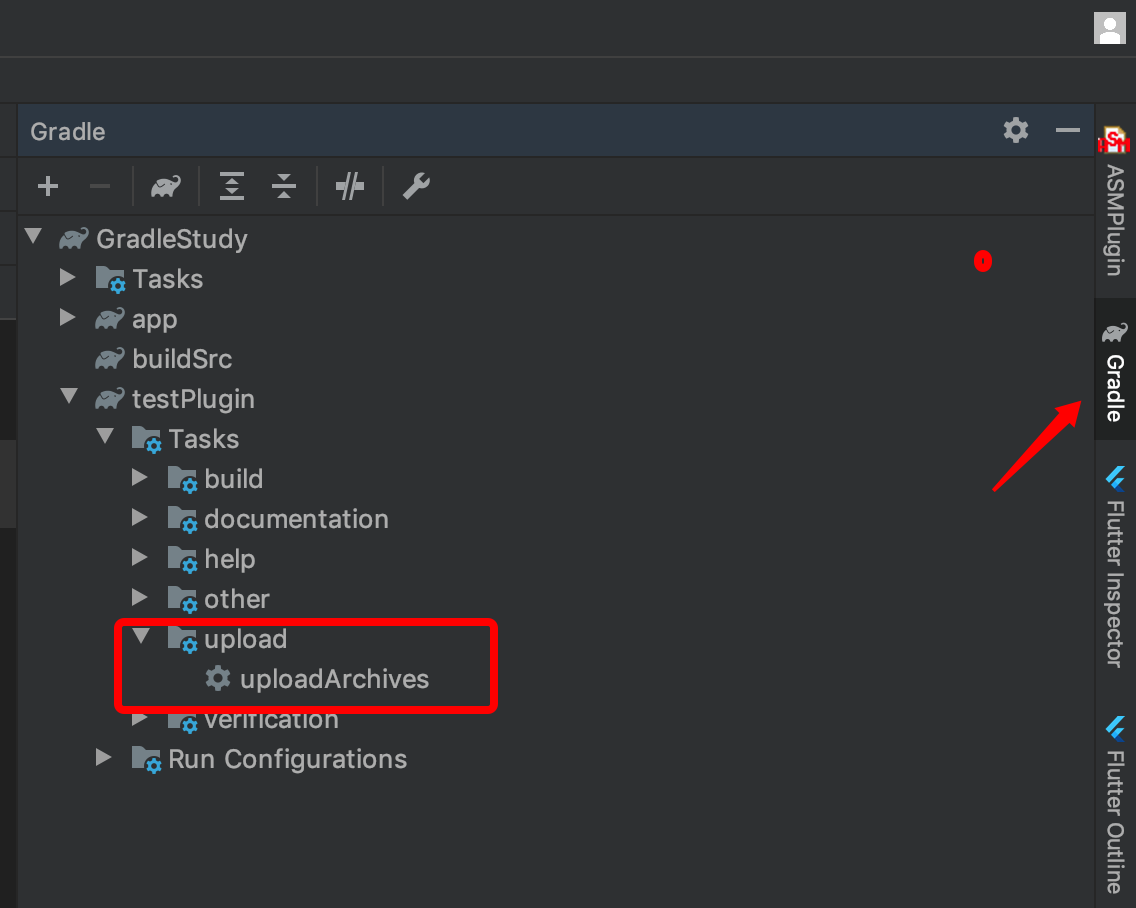 Gradle
GradleStudy
Tasks
app
buildSrc
testPlugin
Tasks
build
documentation
help
other
upload
uploadArchives
verification
Run Configurations
ASMPlugin
Gradle
Flutter Inspector
Flutter Outline